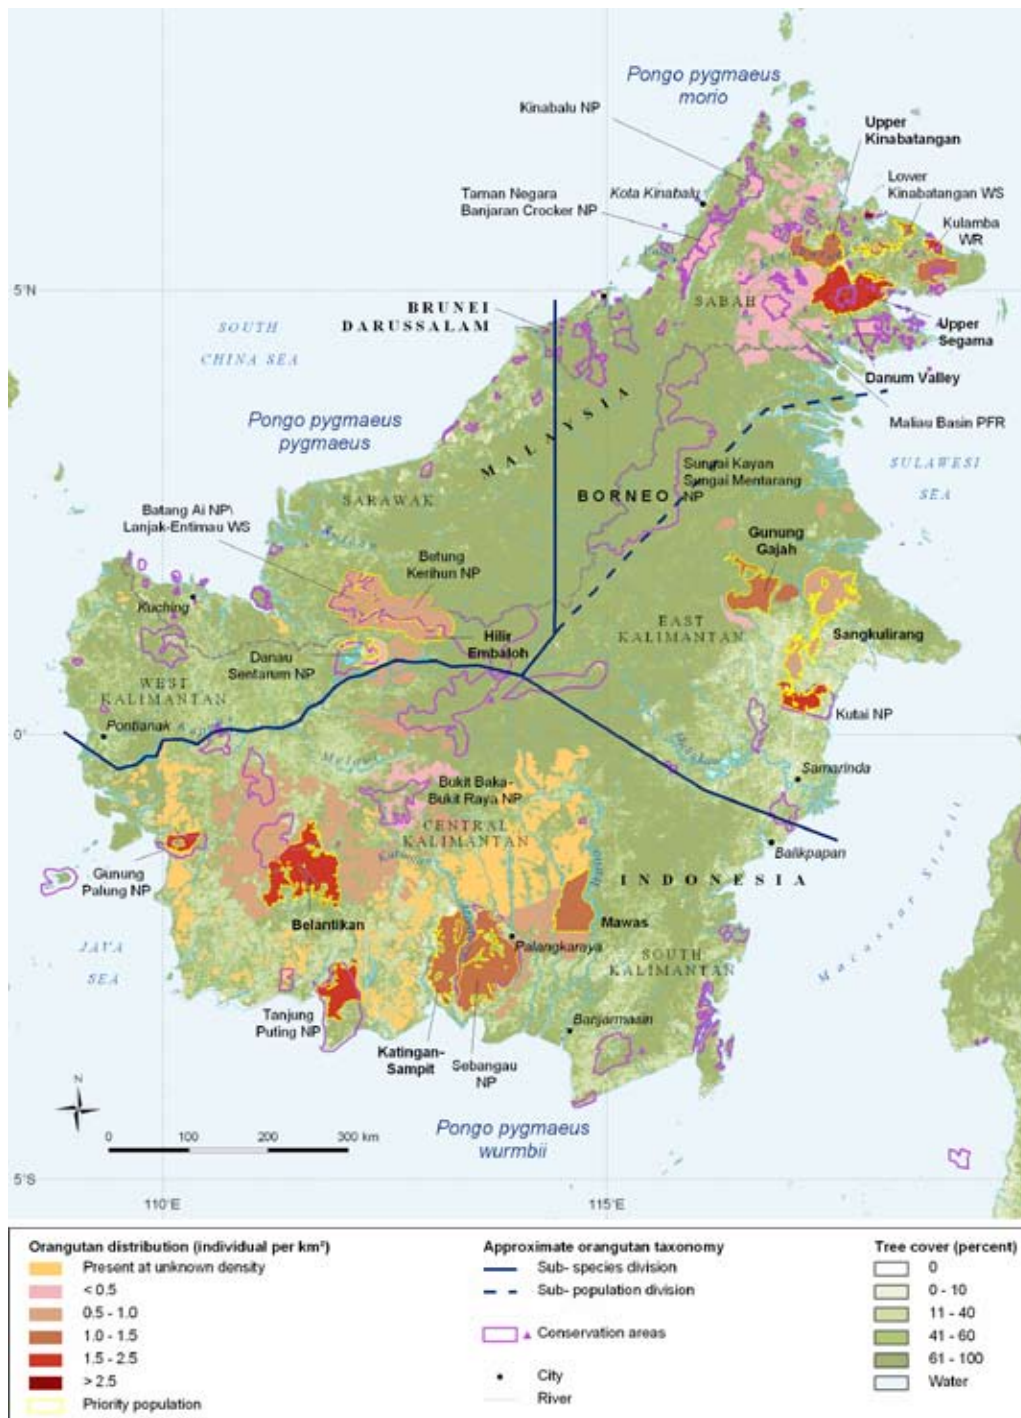 Pongo pygmaeus
morio
Kinabalu NP
Upper
Kinabatangan
Lower
Kinabatangan WS
Taman Negara
Banjaran Crocker NP
Kota Kinabalu
Kulamba
WR
5°N
SABAH
BRUNEI
DARUSSALAM
SOUTH
CHINA SEA
Upper
Segama
Danum Valley
Maliau Basin PFR
Pongo pygmaeus
pygmaeus
MALAYSIA
SULAWESI
SEA
Sungai Kayan
Sungai Mentarang
NP
BORNEO
SARAWAK
Batang Ai NP\
Lanjak-Entimau WS
Betung
Kerihun NP
Gunung
Gajah
Kuching
EAST
KALIMANTAN
Hilir
Embaloh
Sangkulirang
Danau
Sentarum NP
WEST
KALIMANTAN
Kutai NP
Pontianak
0°
Melawi
Samarinda
Bukit Baka-
Bukit Raya NP
CENTRAL
KALIMANTAN
Balikpapan
Gunung
Palung NP
INDONESIA
Belantikan
Mawas
Palangkaraya
JAVA
SEA
SOUTH
KALIMANTAN
Macassar Strait
Tanjung
Puting NP
Banjarmasin
Katingan-
Sampit
Sebangau
NP
N
0 100 200 300 km
Pongo pygmaeus
wurmbii
5°S
110°E 115°E
Orangutan distribution (individual per km²)
Present at unknown density
< 0.5
0.5 - 1.0
1.0 - 1.5
1.5 - 2.5
> 2.5
Priority population
Approximate orangutan taxonomy
Sub- species division
Sub- population division
Conservation areas
City
River
Tree cover (percent)
0
0 - 10
11 - 40
41 - 60
61 - 100
Water